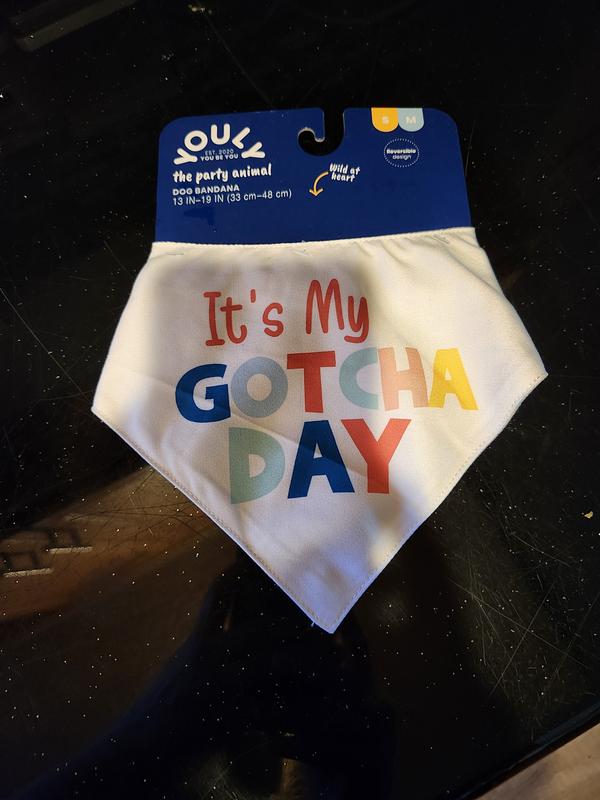 YOULY
EST. 2020
YOU BE YOU
the party animal
DOG BANDANA
13 IN–19 IN (33 cm–48 cm)
Wild at
heart
S M
Reversible
design
It's My
GOTCHA
DAY